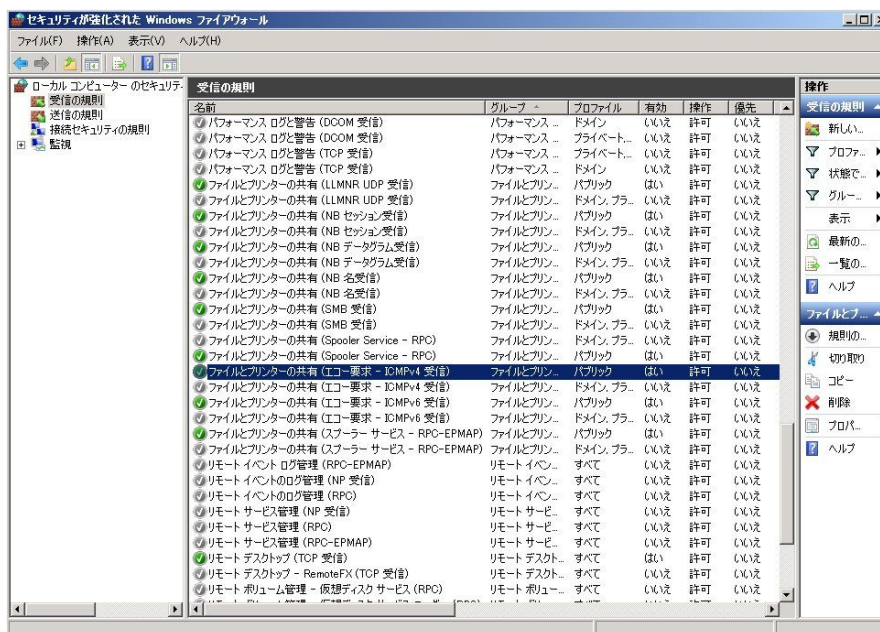 セキュリティが強化された Windows ファイアウォール
ファイル(F) 操作(A) 表示(V) ヘルプ(H)
ローカル コンピューター のセキュリテ
受信の規則
送信の規則
接続セキュリティの規則
監視
受信の規則
名前 グループ プロファイル 有効 操作 優先
パフォーマンス ログと警告 (DCOM 受信) パフォーマンス ... ドメイン いいえ 許可 いいえ
パフォーマンス ログと警告 (DCOM 受信) パフォーマンス ... プライベート,... いいえ 許可 いいえ
パフォーマンス ログと警告 (TCP 受信) パフォーマンス ... プライベート,... いいえ 許可 いいえ
パフォーマンス ログと警告 (TCP 受信) パフォーマンス ... ドメイン いいえ 許可 いいえ
ファイルとプリンターの共有 (LLMNR UDP 受信) ファイルとプリン... パブリック はい 許可 いいえ
ファイルとプリンターの共有 (LLMNR UDP 受信) ファイルとプリン... ドメイン, プラ... いいえ 許可 いいえ
ファイルとプリンターの共有 (NB セッション受信) ファイルとプリン... パブリック はい 許可 いいえ
ファイルとプリンターの共有 (NB セッション受信) ファイルとプリン... ドメイン, プラ... いいえ 許可 いいえ
ファイルとプリンターの共有 (NB データグラム受信) ファイルとプリン... パブリック はい 許可 いいえ
ファイルとプリンターの共有 (NB データグラム受信) ファイルとプリン... ドメイン, プラ... いいえ 許可 いいえ
ファイルとプリンターの共有 (NB 名受信) ファイルとプリン... パブリック はい 許可 いいえ
ファイルとプリンターの共有 (NB 名受信) ファイルとプリン... ドメイン, プラ... いいえ 許可 いいえ
ファイルとプリンターの共有 (SMB 受信) ファイルとプリン... パブリック はい 許可 いいえ
ファイルとプリンターの共有 (SMB 受信) ファイルとプリン... ドメイン, プラ... いいえ 許可 いいえ
ファイルとプリンターの共有 (Spooler Service - RPC) ファイルとプリン... ドメイン, プラ... いいえ 許可 いいえ
ファイルとプリンターの共有 (Spooler Service - RPC) ファイルとプリン... パブリック はい 許可 いいえ
ファイルとプリンターの共有 (エコー要求 - ICMPv4 受信) ファイルとプリン... パブリック はい 許可 いいえ
ファイルとプリンターの共有 (エコー要求 - ICMPv4 受信) ファイルとプリン... ドメイン, プラ... いいえ 許可 いいえ
ファイルとプリンターの共有 (エコー要求 - ICMPv6 受信) ファイルとプリン... パブリック はい 許可 いいえ
ファイルとプリンターの共有 (エコー要求 - ICMPv6 受信) ファイルとプリン... ドメイン, プラ... いいえ 許可 いいえ
ファイルとプリンターの共有 (スプーラー サービス - RPC-EPMAP) ファイルとプリン... パブリック はい 許可 いいえ
ファイルとプリンターの共有 (スプーラー サービス - RPC-EPMAP) ファイルとプリン... ドメイン, プラ... いいえ 許可 いいえ
リモート イベント ログ管理 (RPC-EPMAP) リモート イベン... すべて いいえ 許可 いいえ
リモート イベントのログ管理 (NP 受信) リモート イベン... すべて いいえ 許可 いいえ
リモート イベントのログ管理 (RPC) リモート イベン... すべて いいえ 許可 いいえ
リモート サービス管理 (NP 受信) リモート サービ... すべて いいえ 許可 いいえ
リモート サービス管理 (RPC) リモート サービ... すべて いいえ 許可 いいえ
リモート サービス管理 (RPC-EPMAP) リモート サービ... すべて いいえ 許可 いいえ
リモート デスクトップ (TCP 受信) リモート デスクト... すべて はい 許可 いいえ
リモート デスクトップ - RemoteFX (TCP 受信) リモート デスクト... すべて いいえ 許可 いいえ
リモート ボリューム管理 - 仮想ディスク サービス (RPC) リモート ボリュー... すべて いいえ 許可 いいえ
操作
受信の規則
新しい...
プロファ...
状態で...
グルー...
表示
最新の...
一覧の...
ヘルプ
ファイルとプ...
規則の...
切り取り
コピー
削除
プロパ...
ヘルプ